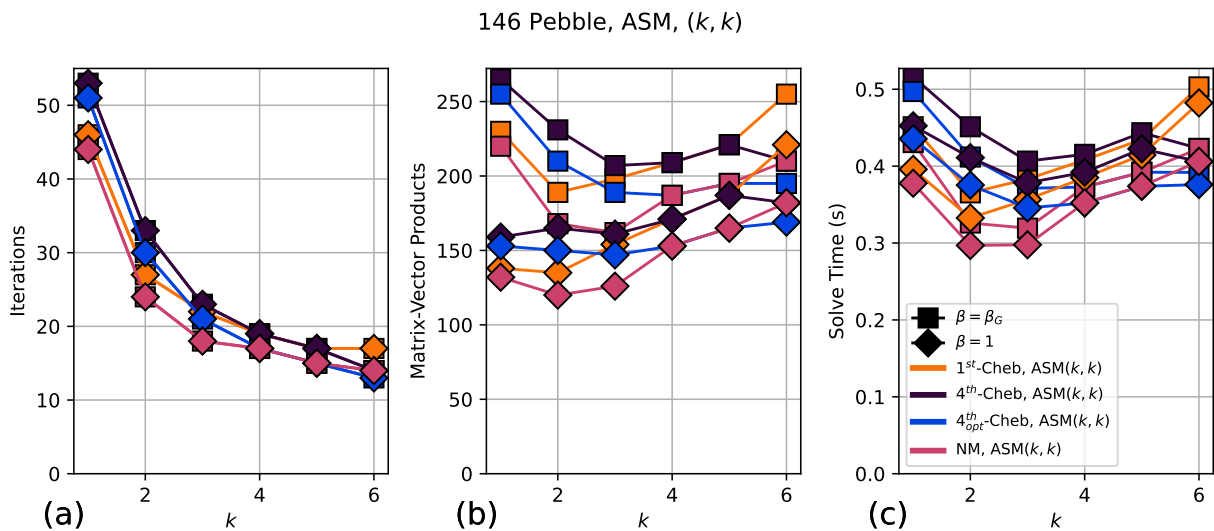 146 Pebble, ASM, (k, k)
Iterations
50
40
30
20
10
0
2
4
6
k
(a)
Matrix-Vector Products
250
200
150
100
50
0
2
4
6
k
(b)
Solve Time (s)
0.5
0.4
0.3
0.2
0.1
0.0
2
4
6
k
(c)
β = β_G
β = 1
1^{st}-Cheb, ASM(k, k)
4^{th}-Cheb, ASM(k, k)
4^{th}_{opt}-Cheb, ASM(k, k)
NM, ASM(k, k)